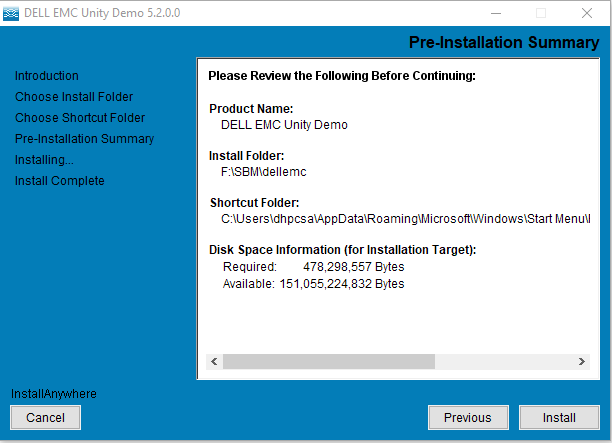 DELL EMC Unity Demo 5.2.0.0
Pre-Installation Summary
Introduction
Choose Install Folder
Choose Shortcut Folder
Pre-Installation Summary
Installing...
Install Complete
Please Review the Following Before Continuing:
Product Name:
DELL EMC Unity Demo
Install Folder:
F:\SBM\dellemc
Shortcut Folder:
C:\Users\dhpcsa\AppData\Roaming\Microsoft\Windows\Start Menu\
Disk Space Information (for Installation Target):
Required: 478,298,557 Bytes
Available: 151,055,224,832 Bytes
InstallAnywhere
Cancel
Previous
Install